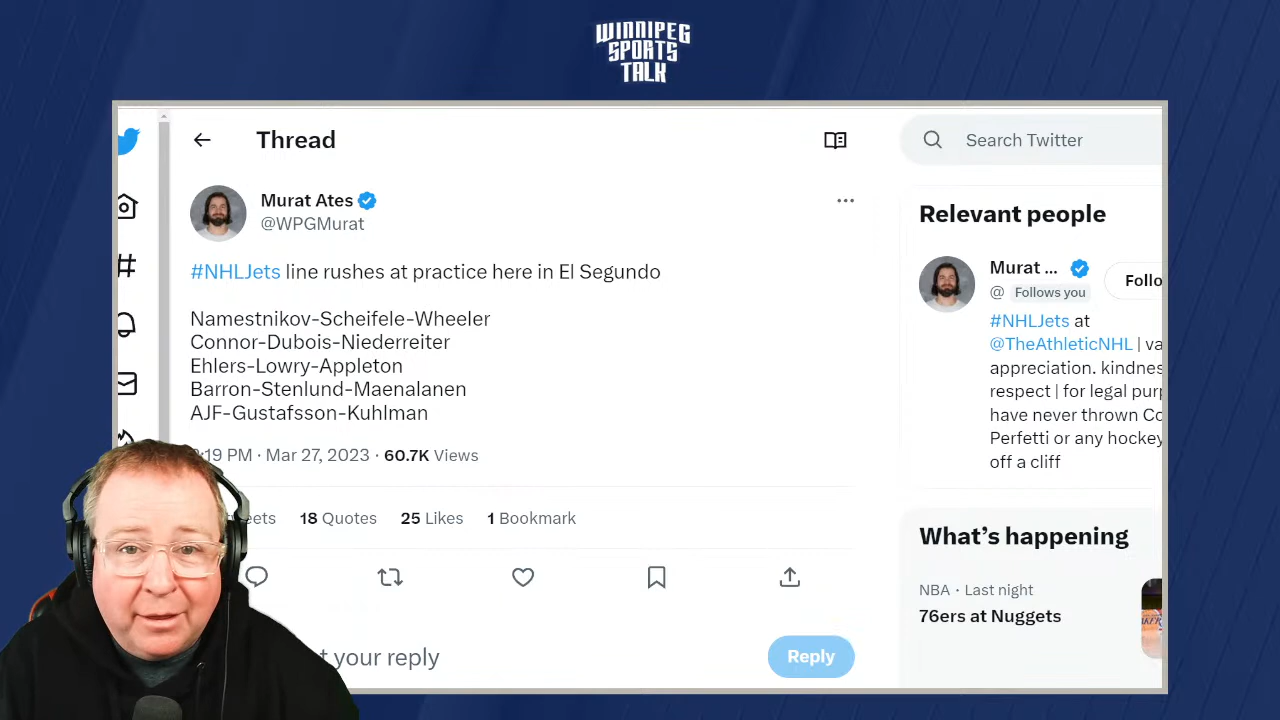 WINNIPEG
SPORTS
TALK
Thread
Search Twitter
Murat Ates
@WPGMurat
#NHLJets line rushes at practice here in El Segundo
Namestnikov-Scheifele-Wheeler
Connor-Dubois-Niederreiter
Ehlers-Lowry-Appleton
Barron-Stenlund-Maenalanen
AJF-Gustafsson-Kuhlman
:19 PM · Mar 27, 2023 · 60.7K Views
18 Quotes 25 Likes 1 Bookmark
your reply
Reply
Relevant people
Murat ...
@ Follows you
Follo
#NHLJets at
@TheAthleticNHL | va
appreciation. kindnes
respect | for legal purp
have never thrown Co
Perfetti or any hockey
off a cliff
What's happening
NBA · Last night
76ers at Nuggets